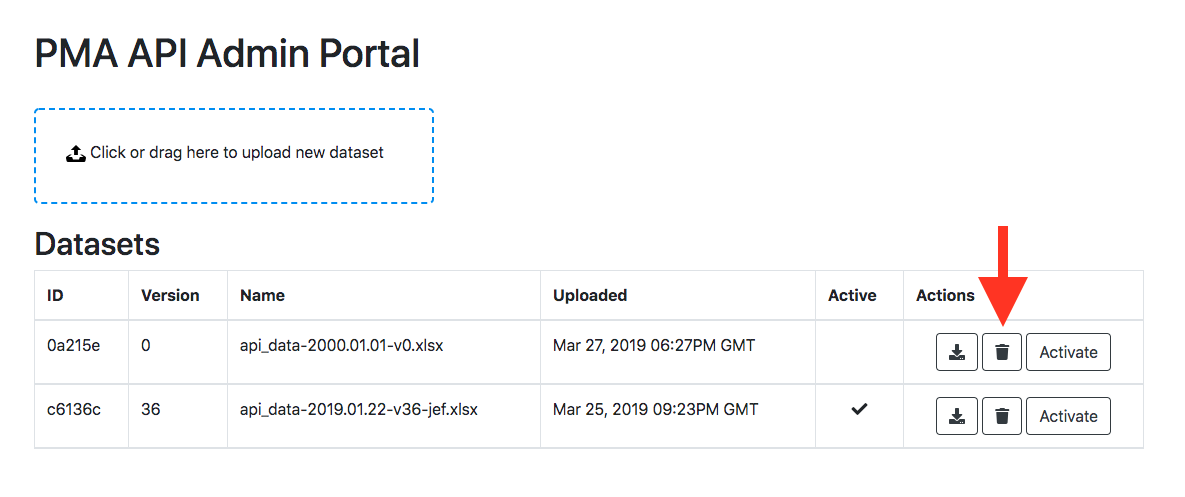 PMA API Admin Portal
Click or drag here to upload new dataset
Datasets
ID Version Name Uploaded Active Actions
0a215e 0 api_data-2000.01.01-v0.xlsx Mar 27, 2019 06:27PM GMT Activate
c6136c 36 api_data-2019.01.22-v36-jef.xlsx Mar 25, 2019 09:23PM GMT Activate